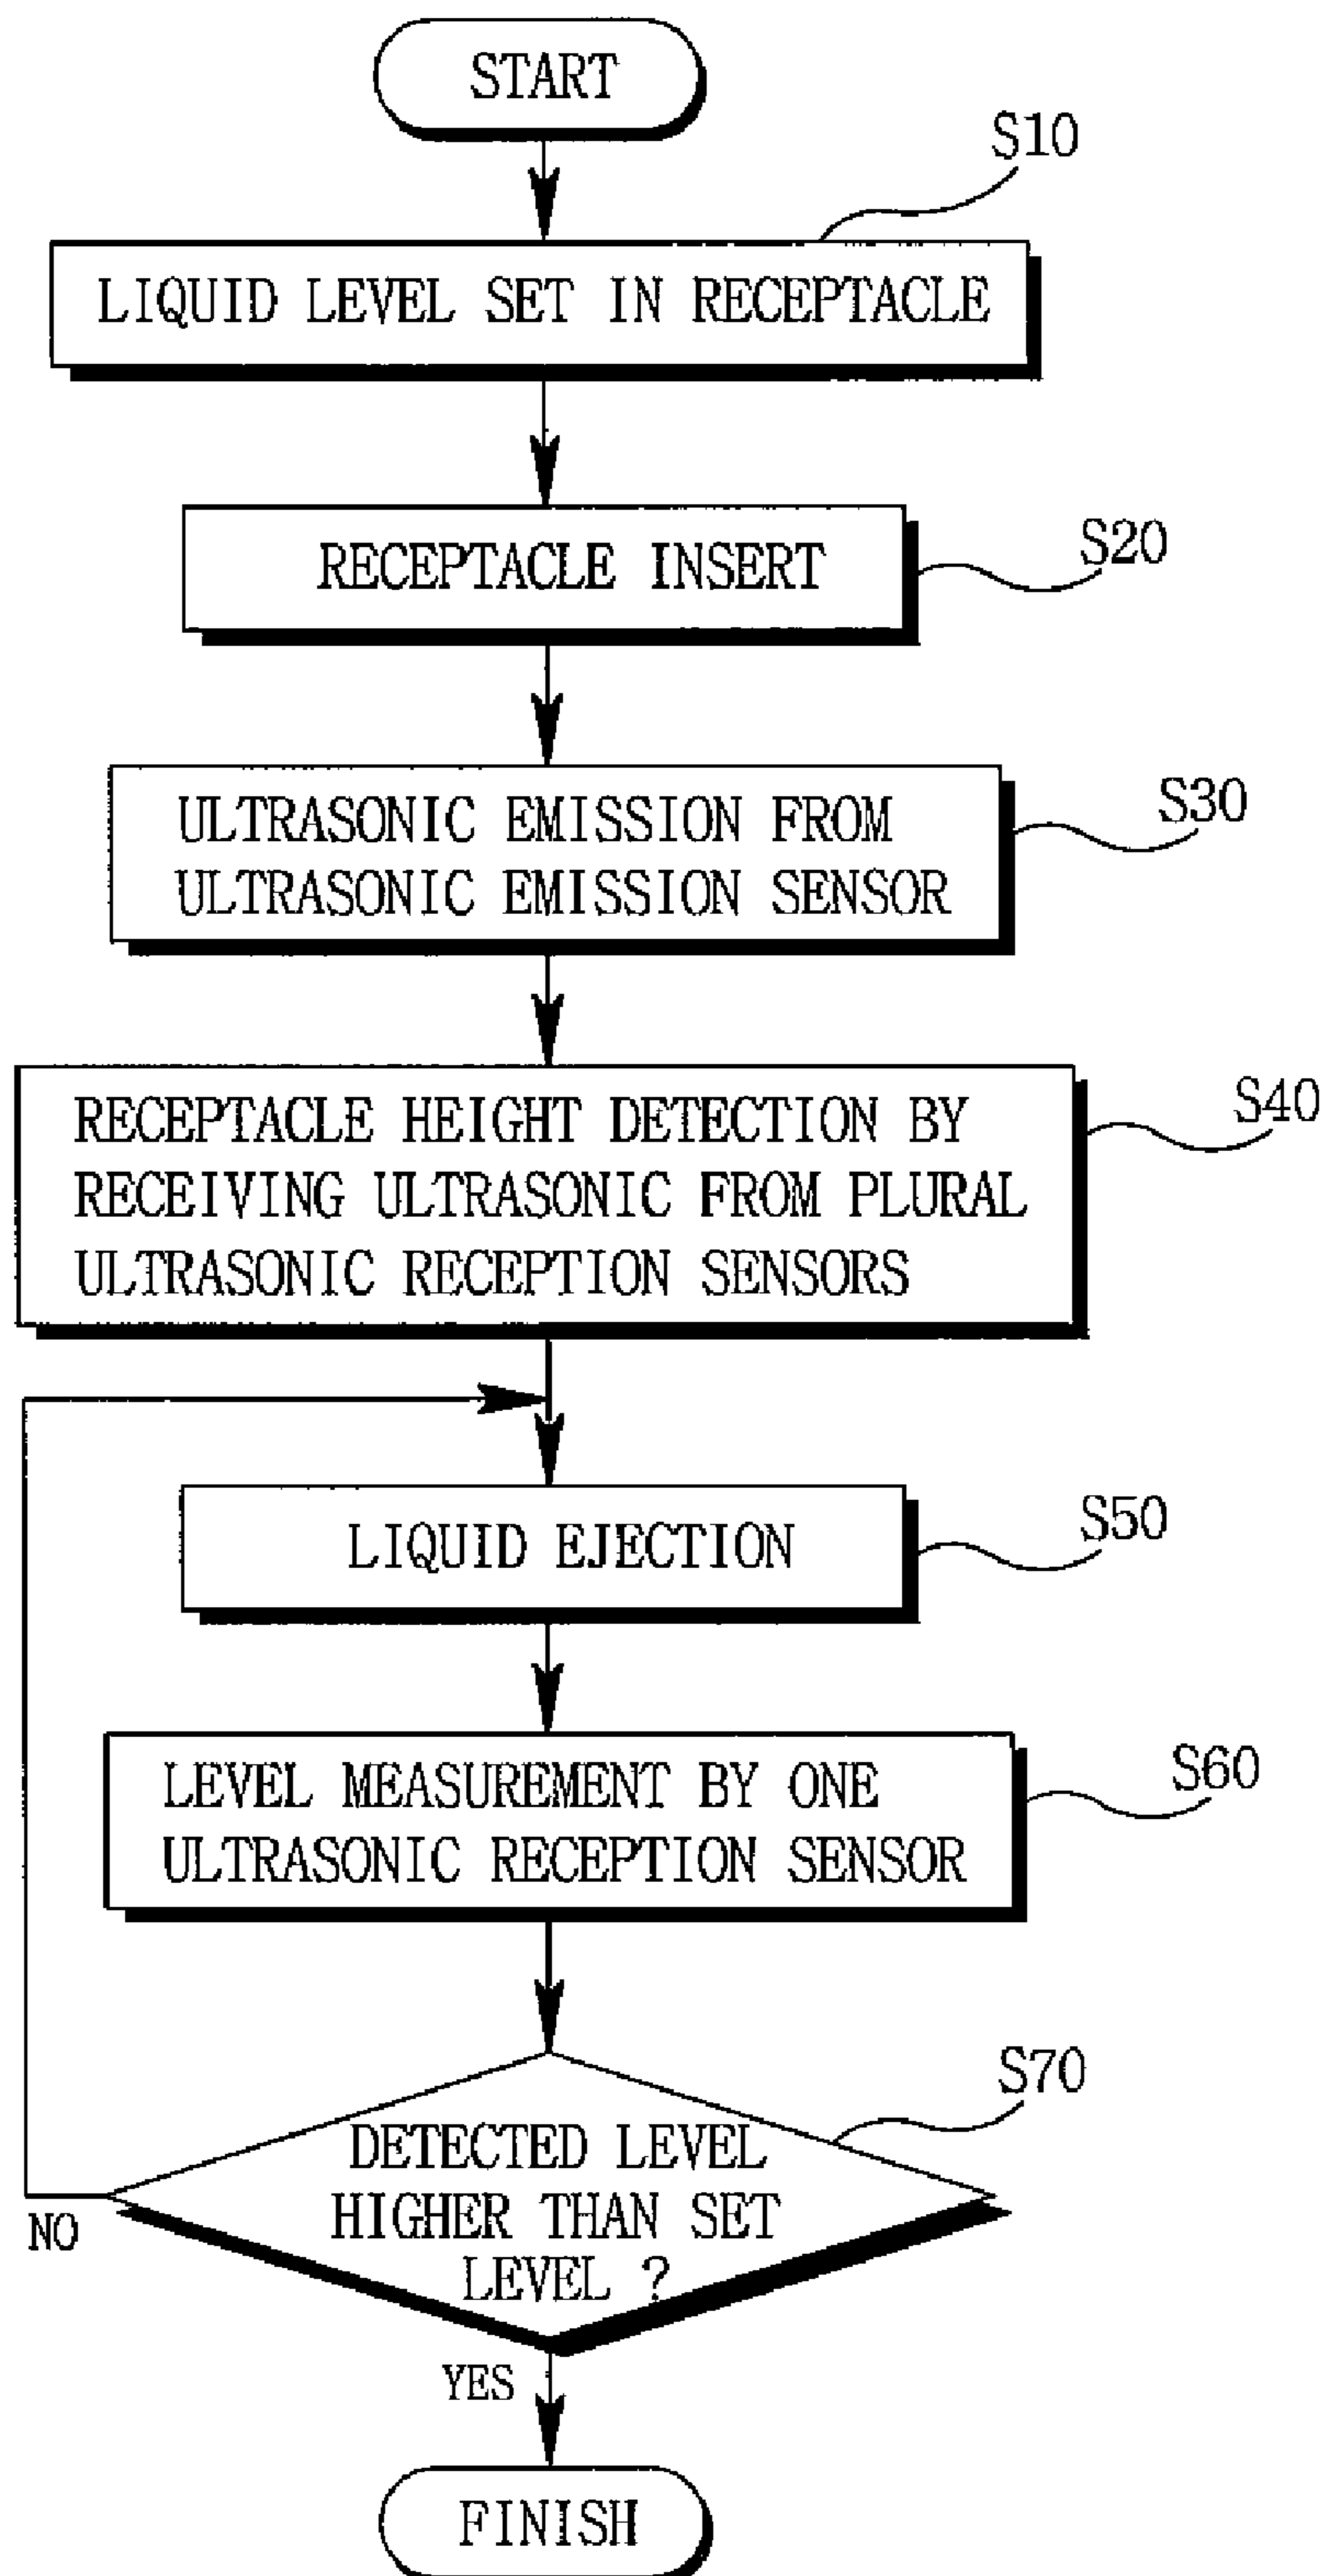 START
S10
LIQUID LEVEL SET IN RECEPTACLE
RECEPTACLE INSERT
S20
ULTRASONIC EMISSION FROM
ULTRASONIC EMISSION SENSOR
S30
RECEPTACLE HEIGHT DETECTION BY
RECEIVING ULTRASONIC FROM PLURAL
ULTRASONIC RECEPTION SENSORS
S40
LIQUID EJECTION
S50
LEVEL MEASUREMENT BY ONE
ULTRASONIC RECEPTION SENSOR
S60
S70
DETECTED LEVEL
HIGHER THAN SET
LEVEL ?
NO
YES
FINISH